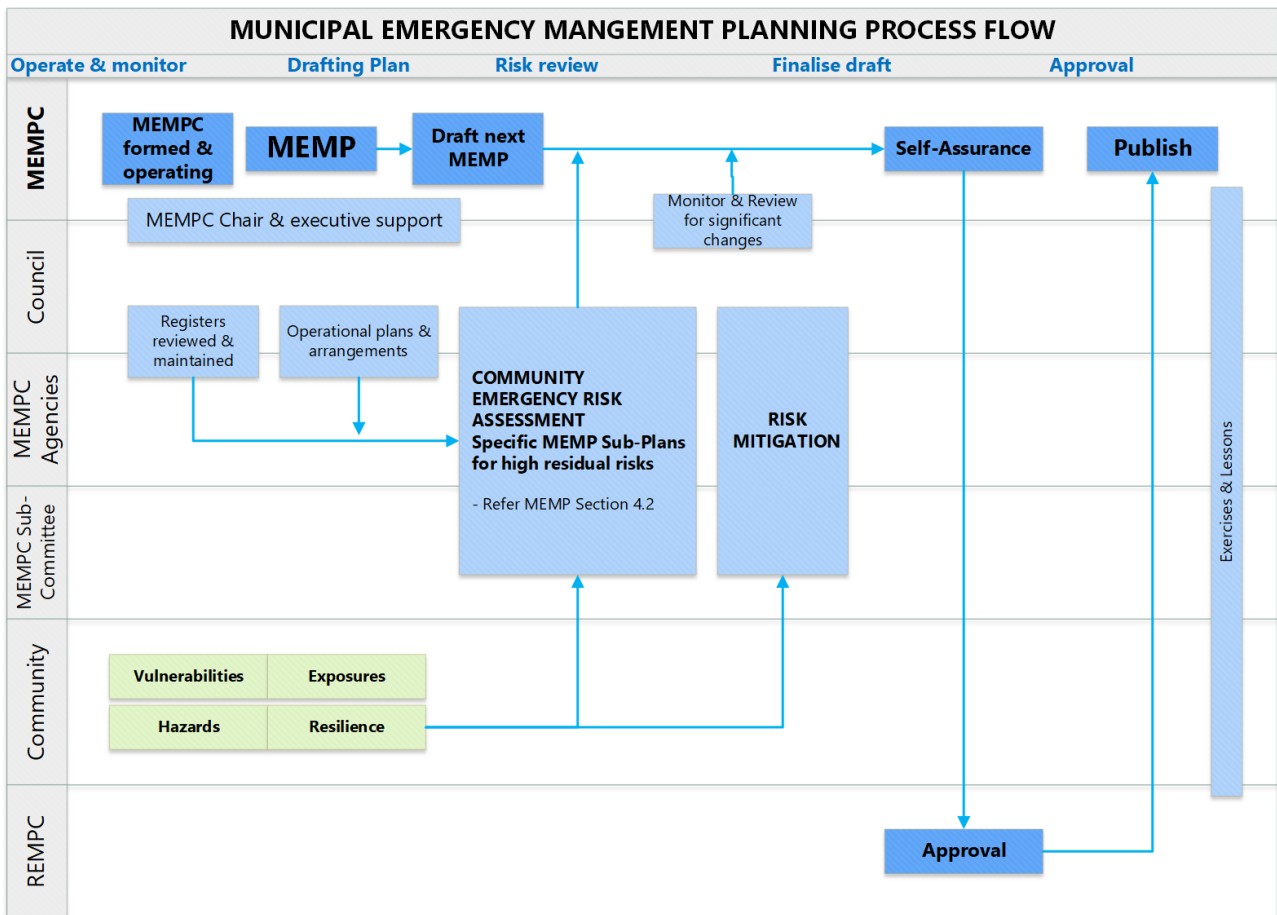 MUNICIPAL EMERGENCY MANGEMENT PLANNING PROCESS FLOW
Operate & monitor
Drafting Plan
Risk review
Finalise draft
Approval
MEMPC
MEMPC
formed &
operating
MEMP
Draft next
MEMP
Self-Assurance
Publish
MEMPC Chair & executive support
Monitor & Review
for significant
changes
Council
Registers
reviewed &
maintained
Operational plans &
arrangements
MEMPC
Agencies
COMMUNITY
EMERGENCY RISK
ASSESSMENT
Specific MEMP Sub-Plans
for high residual risks
- Refer MEMP Section 4.2
RISK
MITIGATION
Exercises & Lessons
MEMPC Sub-
Committee
Community
Vulnerabilities
Exposures
Hazards
Resilience
REMPC
Approval